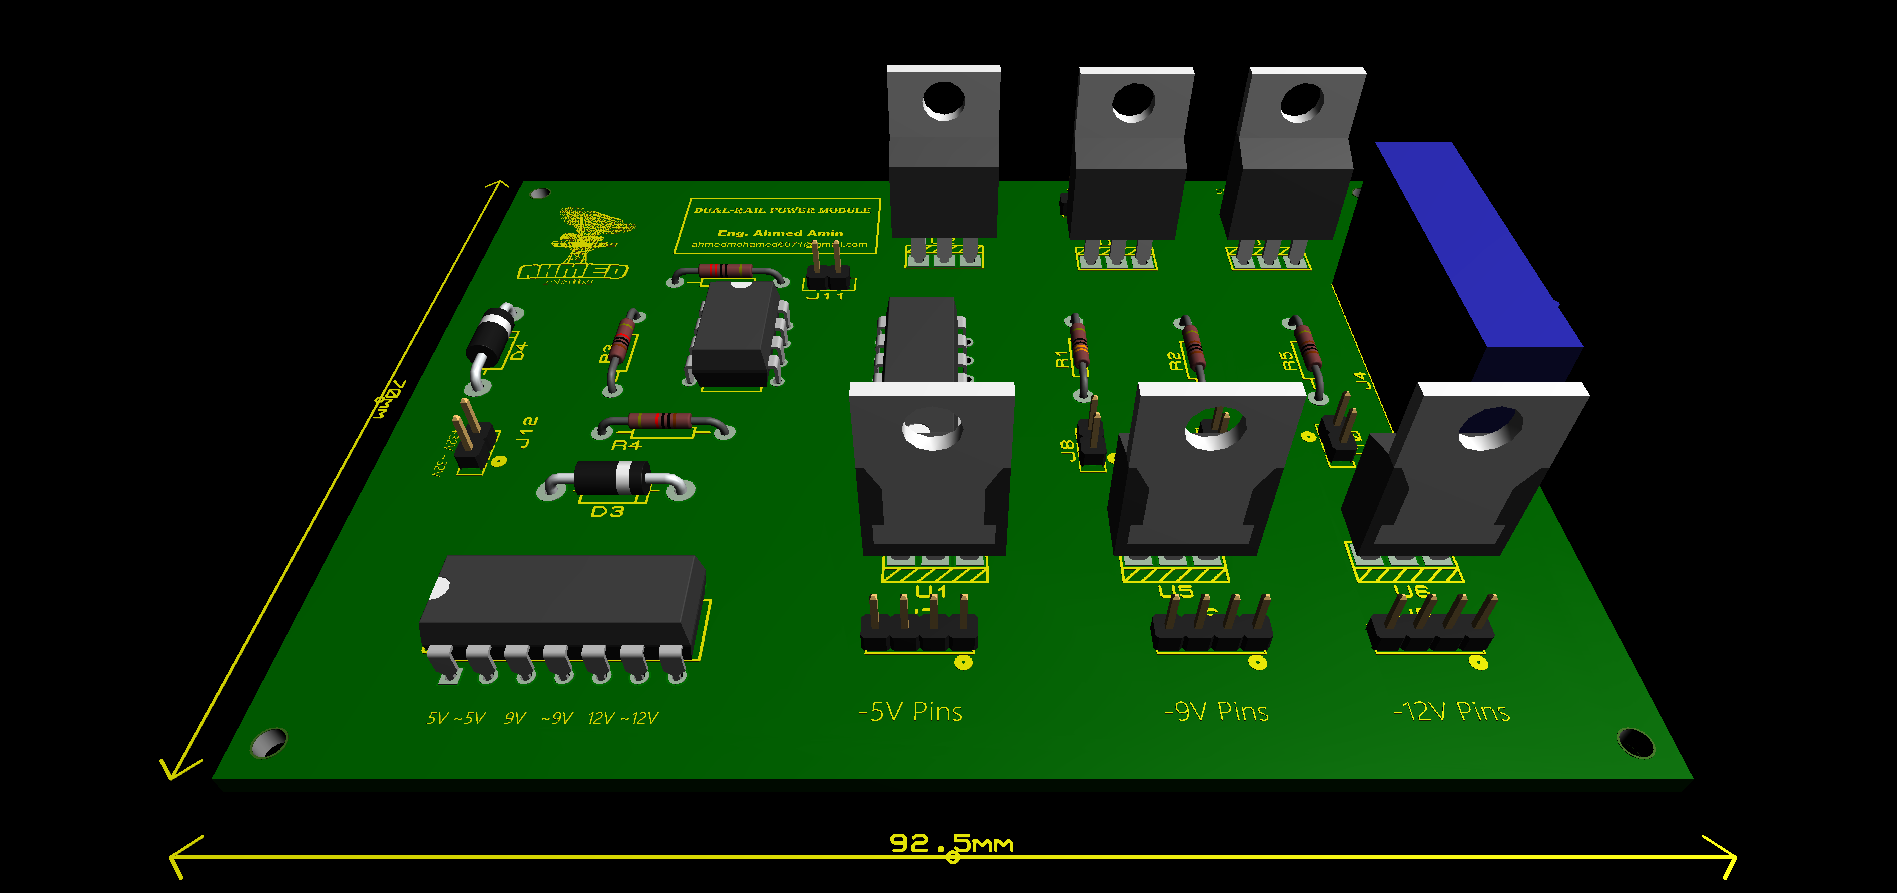 DUAL-RAIL POWER MODULE
Eng. Ahmed Amin
AHMED
J11
D4
R3
R1
R2
R5
J4
70mm
J12
R4
J8
D3
U1
U5
U6
5V ~5V 9V ~9V 12V ~12V
-5V Pins
-9V Pins
-12V Pins
92.5mm